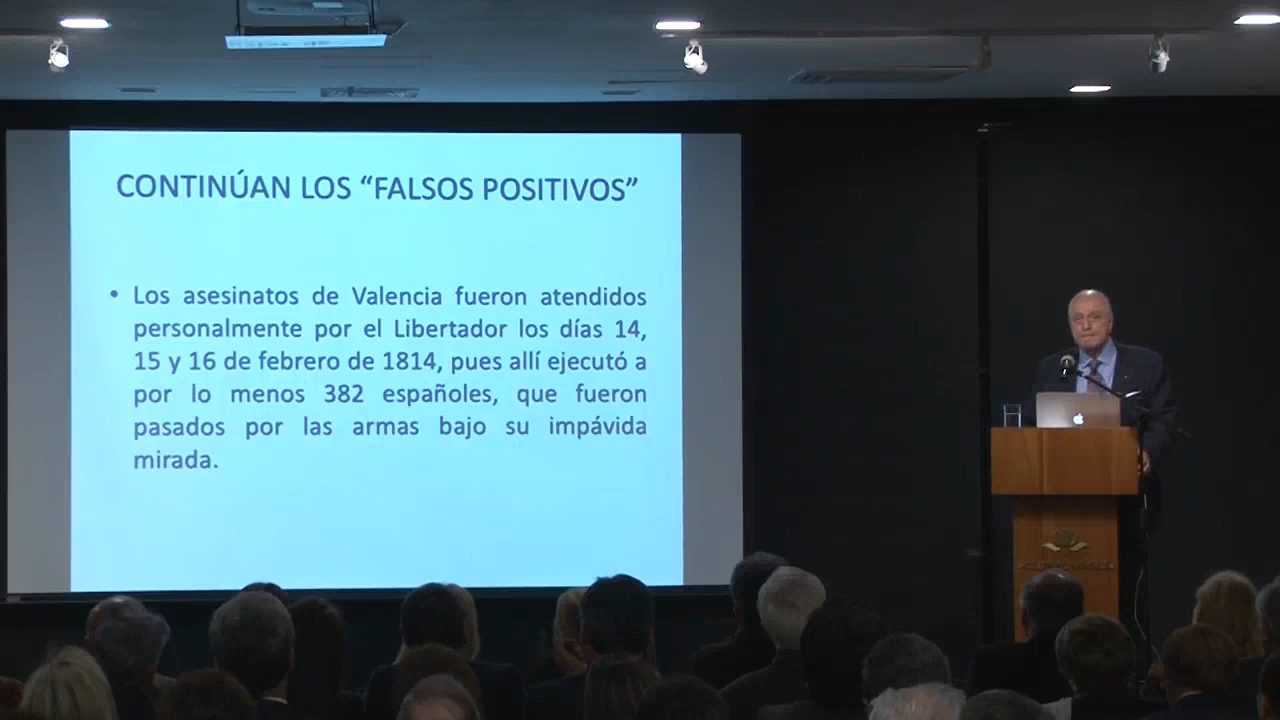 CONTINÚAN LOS “FALSOS POSITIVOS”
• Los asesinatos de Valencia fueron atendidos
personalmente por el Libertador los días 14,
15 y 16 de febrero de 1814, pues allí ejecutó a
por lo menos 382 españoles, que fueron
pasados por las armas bajo su impávida
mirada.